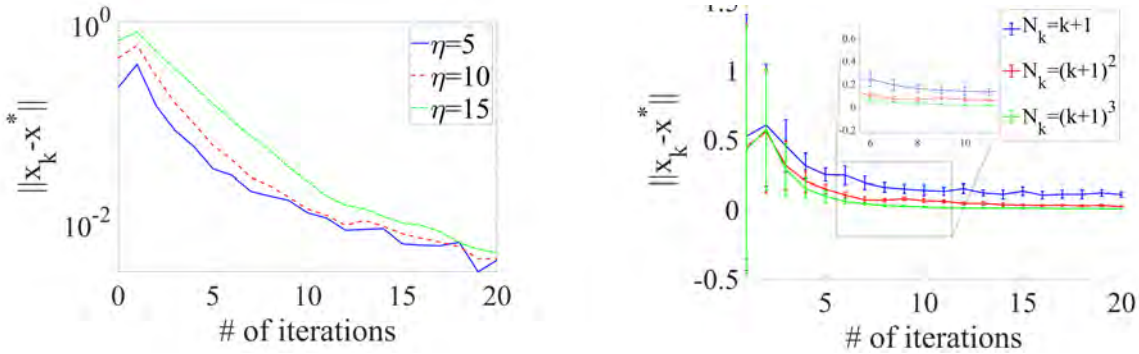 10^0
η=5
η=10
η=15
||x_k-x^*||
10^-2
0 5 10 15 20
# of iterations
1.5
N_k=k+1
N_k=(k+1)^2
N_k=(k+1)^3
0.6
0.4
0.2
0
-0.2
6 8 10
1
||x_k-x^*||
0.5
0
-0.5
5 10 15 20
# of iterations